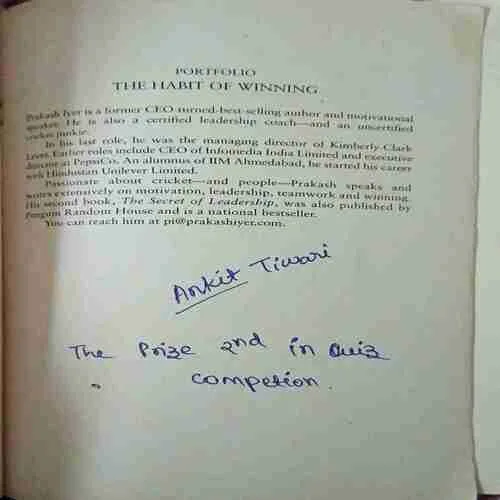 PORTFOLIO
THE HABIT OF WINNING
Prakash Iyer is a former CEO-turned-best-selling author and motivational
speaker. He is also a certified leadership coach—and an uncertified
cricket junkie.
In his last role, he was the managing director of Kimberly-Clark
Lever. Earlier roles include CEO of Infomedia India Limited and executive
director at PepsiCo. An alumnus of IIM Ahmedabad, he started his career
with Hindustan Unilever Limited.
Passionate about cricket—and people—Prakash speaks and
writes extensively on motivation, leadership, teamwork and winning.
His second book, The Secret of Leadership, was also published by
Penguin Random House and is a national bestseller.
You can reach him at pi@prakashiyer.com.
Ankit Tiwari
The Prize 2nd in Quiz
competion.